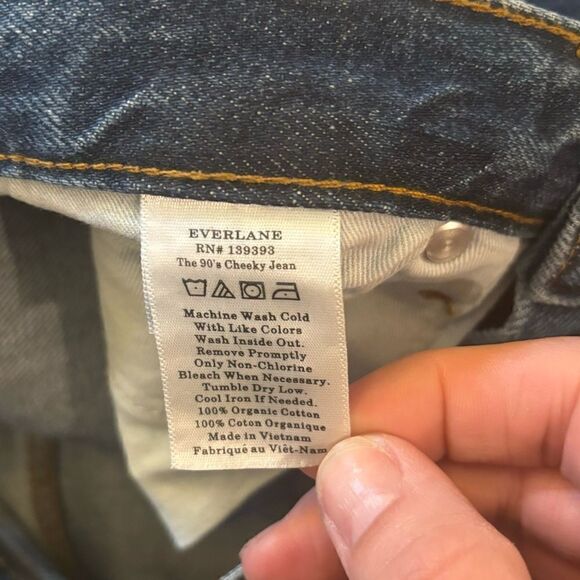 EVERLANE
RN# 139393
The 90's Cheeky Jean
Machine Wash Cold
With Like Colors
Wash Inside Out.
Remove Promptly
Only Non-Chlorine
Bleach When Necessary.
Tumble Dry Low.
Cool Iron If Needed.
100% Organic Cotton
100% Coton Organique
Made in Vietnam
Fabriqué au Viêt-Nam